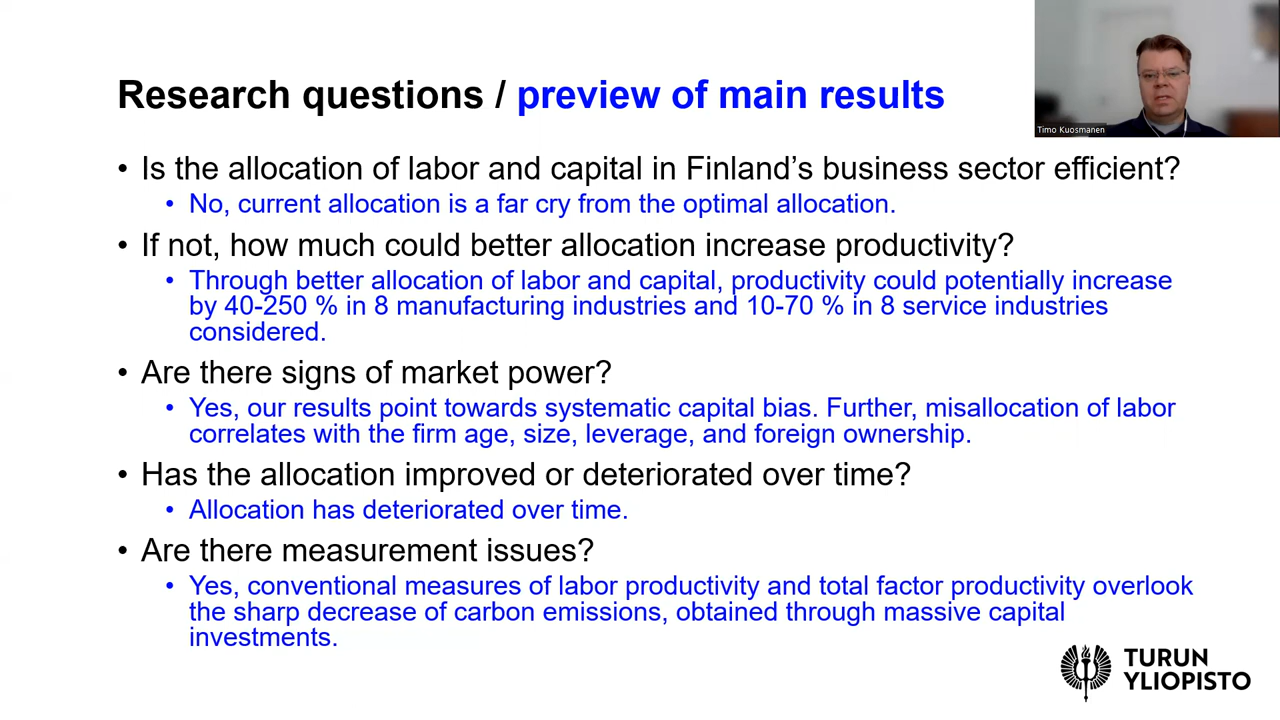 Timo Kuosmanen
Research questions / preview of main results
• Is the allocation of labor and capital in Finland’s business sector efficient?
• No, current allocation is a far cry from the optimal allocation.
• If not, how much could better allocation increase productivity?
• Through better allocation of labor and capital, productivity could potentially increase
by 40-250 % in 8 manufacturing industries and 10-70 % in 8 service industries
considered.
• Are there signs of market power?
• Yes, our results point towards systematic capital bias. Further, misallocation of labor
correlates with the firm age, size, leverage, and foreign ownership.
• Has the allocation improved or deteriorated over time?
• Allocation has deteriorated over time.
• Are there measurement issues?
• Yes, conventional measures of labor productivity and total factor productivity overlook
the sharp decrease of carbon emissions, obtained through massive capital
investments.
TURUN
YLIOPISTO